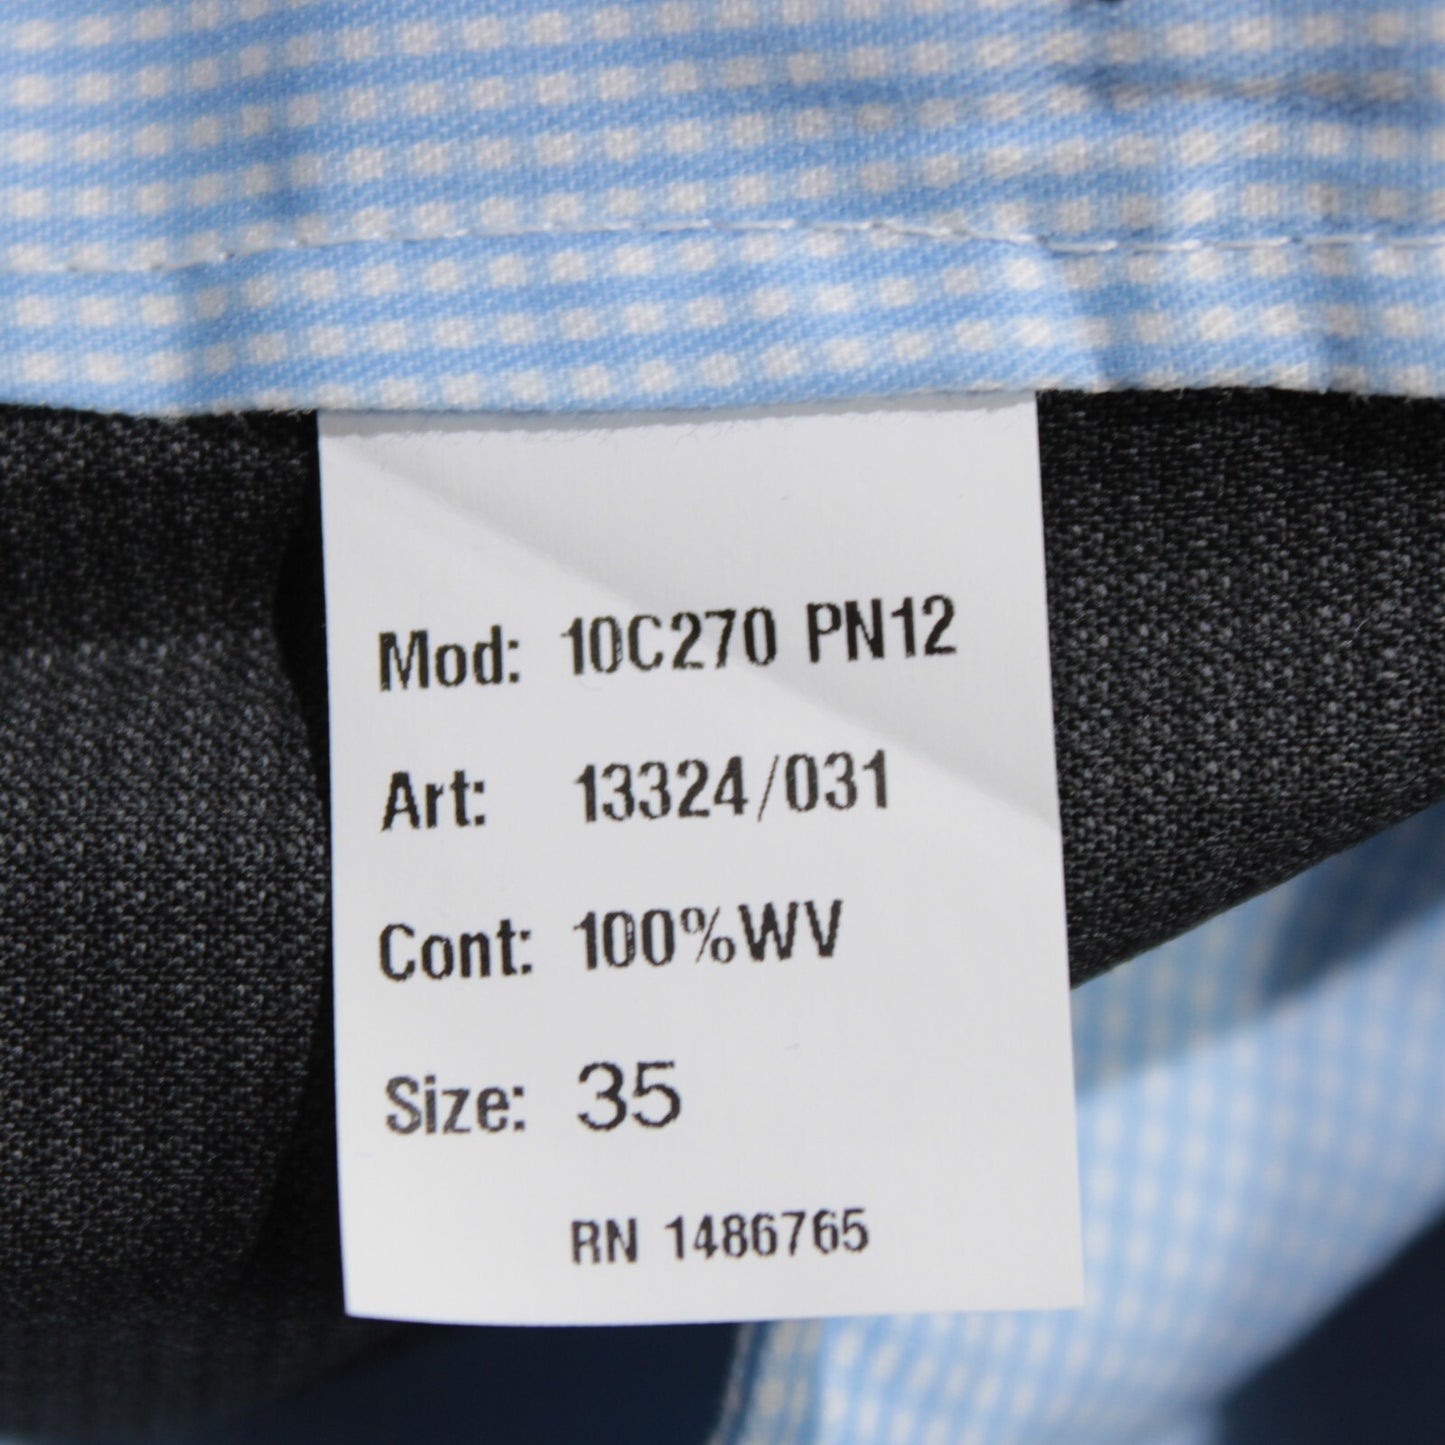 Mod: 10C270 PN12
Art: 13324/031
Cont: 100%WV
Size: 35
RN 1486765